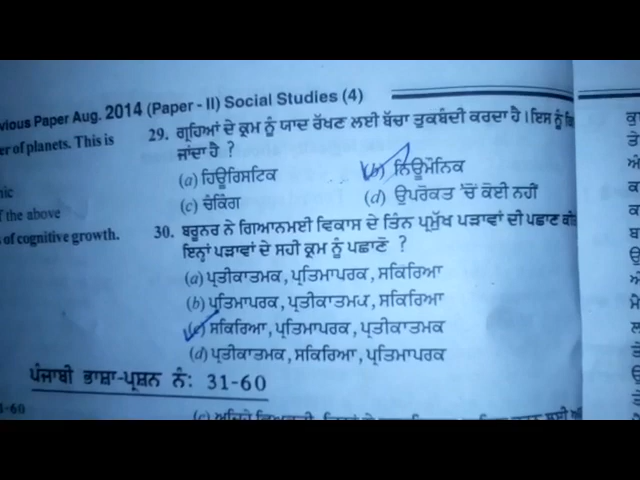 vious Paper Aug. 2014 (Paper - II) Social Studies (4)
er of planets. This is
nic
f the above
of cognitive growth.
29. ਗ੍ਰਹਿਆਂ ਦੇ ਕ੍ਰਮ ਨੂੰ ਯਾਦ ਰੱਖਣ ਲਈ ਬੱਚਾ ਤੁਕਬੰਦੀ ਕਰਦਾ ਹੈ। ਇਸ ਨੂੰ
ਜਾਂਦਾ ਹੈ ?
(a) ਹਿਊਰਿਸਟਿਕ (b) ਨਿਊਮੌਨਿਕ
(c) ਚੰਕਿੰਗ (d) ਉਪਰੋਕਤ 'ਚੋਂ ਕੋਈ ਨਹੀਂ
30. ਬਰੂਨਰ ਨੇ ਗਿਆਨਮਈ ਵਿਕਾਸ ਦੇ ਤਿੰਨ ਪ੍ਰਮੁੱਖ ਪੜਾਵਾਂ ਦੀ ਪਛਾਣ
ਇਨ੍ਹਾਂ ਪੜਾਵਾਂ ਦੇ ਸਹੀ ਕ੍ਰਮ ਨੂੰ ਪਛਾਣੋ ?
(a) ਪ੍ਰਤੀਕਾਤਮਕ, ਪ੍ਰਤਿਮਾਪਰਕ, ਸਕਿਰਿਆ
(b) ਪ੍ਰਤਿਮਾਪਰਕ, ਪ੍ਰਤੀਕਾਤਮਕ, ਸਕਿਰਿਆ
(c) ਸਕਿਰਿਆ, ਪ੍ਰਤਿਮਾਪਰਕ, ਪ੍ਰਤੀਕਾਤਮਕ
(d) ਪ੍ਰਤੀਕਾਤਮਕ, ਸਕਿਰਿਆ, ਪ੍ਰਤਿਮਾਪਰਕ
ਪੰਜਾਬੀ ਭਾਸ਼ਾ-ਪ੍ਰਸ਼ਨ ਨੰ: 31-60
-60